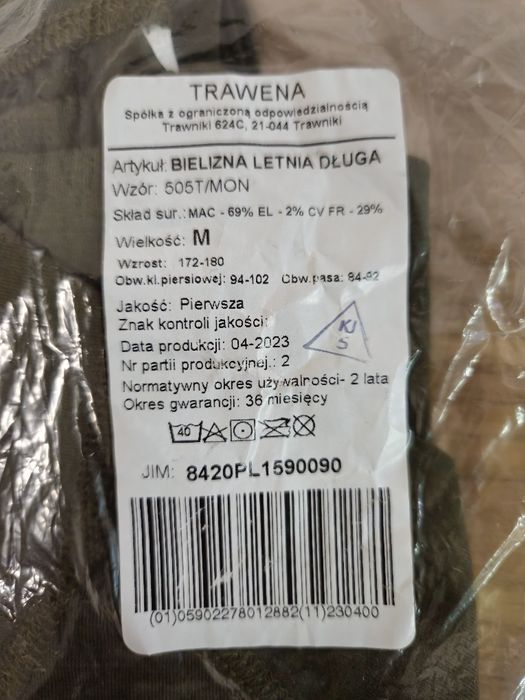 TRAWENA
Spółka z ograniczoną odpowiedzialnością
Trawniki 624C, 21-044 Trawniki
Artykuł: BIELIZNA LETNIA DŁUGA
Wzór: 505T/MON
Skład sur.: MAC - 69% EL - 2% CV FR - 29%
Wielkość: M
Wzrost: 172-180
Obw.kl.piersiowej: 94-102 Obw.pasa: 84-92
Jakość: Pierwsza
Znak kontroli jakości:
KJ
5
Data produkcji: 04-2023
Nr partii produkcyjnej.: 2
Normatywny okres używalności- 2 lata
Okres gwarancji: 36 miesięcy
40
JIM: 8420PL1590090
(01)05902278012882(11)230400